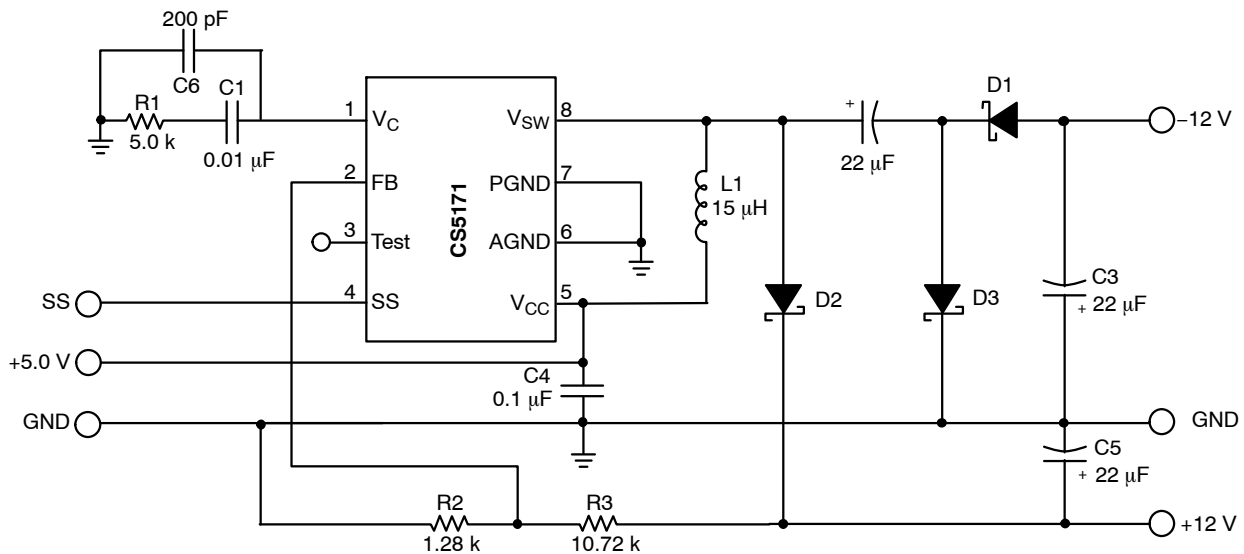 200 pF
C6
C1
R1
5.0 k
0.01 μF
1
VC
2
FB
3
Test
4
SS
CS5171
VSW
8
PGND
7
AGND
6
VCC
5
L1
15 μH
+
22 μF
D1
−12 V
D2
D3
C3
+ 22 μF
SS
+5.0 V
GND
C4
0.1 μF
GND
C5
+ 22 μF
R2
1.28 k
R3
10.72 k
+12 V